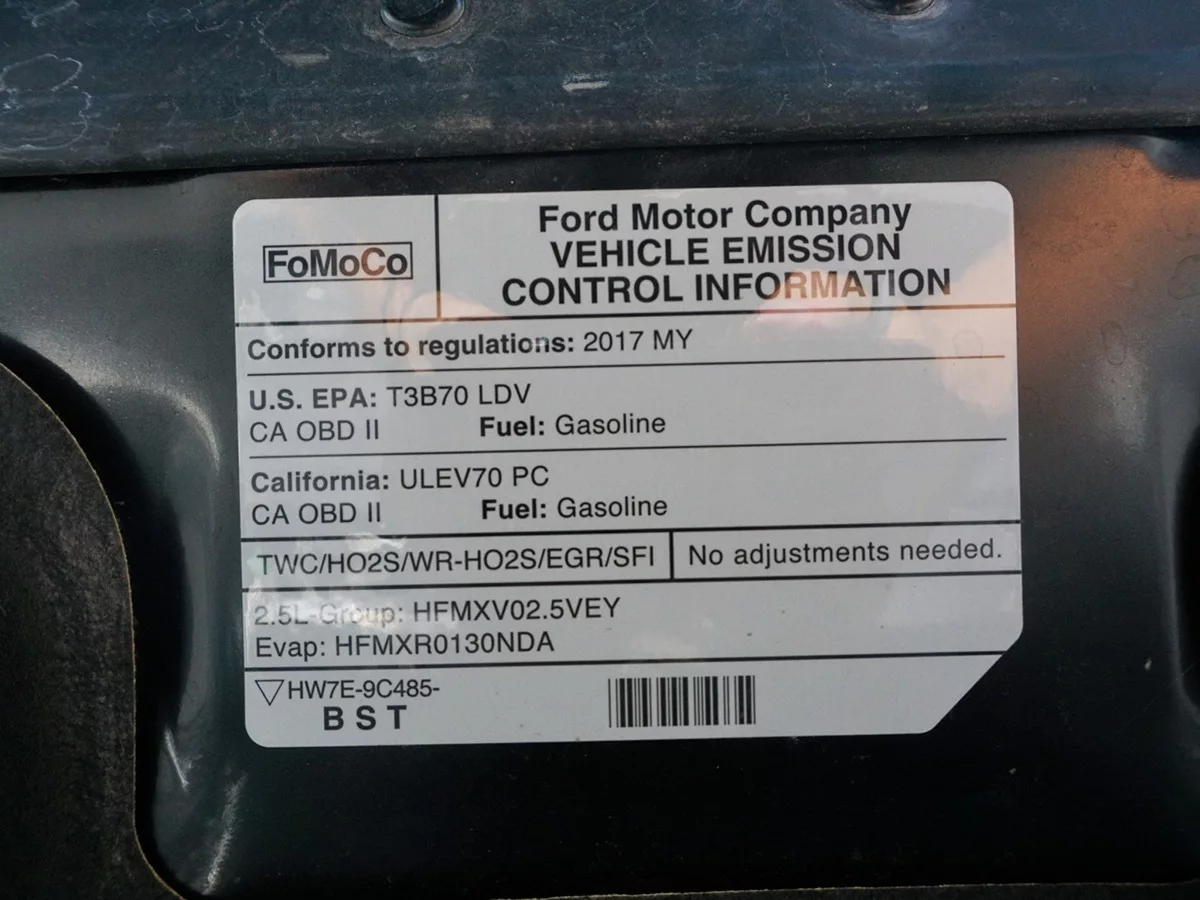 FoMoCo
Ford Motor Company
VEHICLE EMISSION
CONTROL INFORMATION
Conforms to regulations: 2017 MY
U.S. EPA: T3B70 LDV
CA OBD II Fuel: Gasoline
California: ULEV70 PC
CA OBD II Fuel: Gasoline
TWC/HO2S/WR-HO2S/EGR/SFI No adjustments needed.
2.5L-Group: HFMXV02.5VEY
Evap: HFMXR0130NDA
▽HW7E-9C485-
B S T